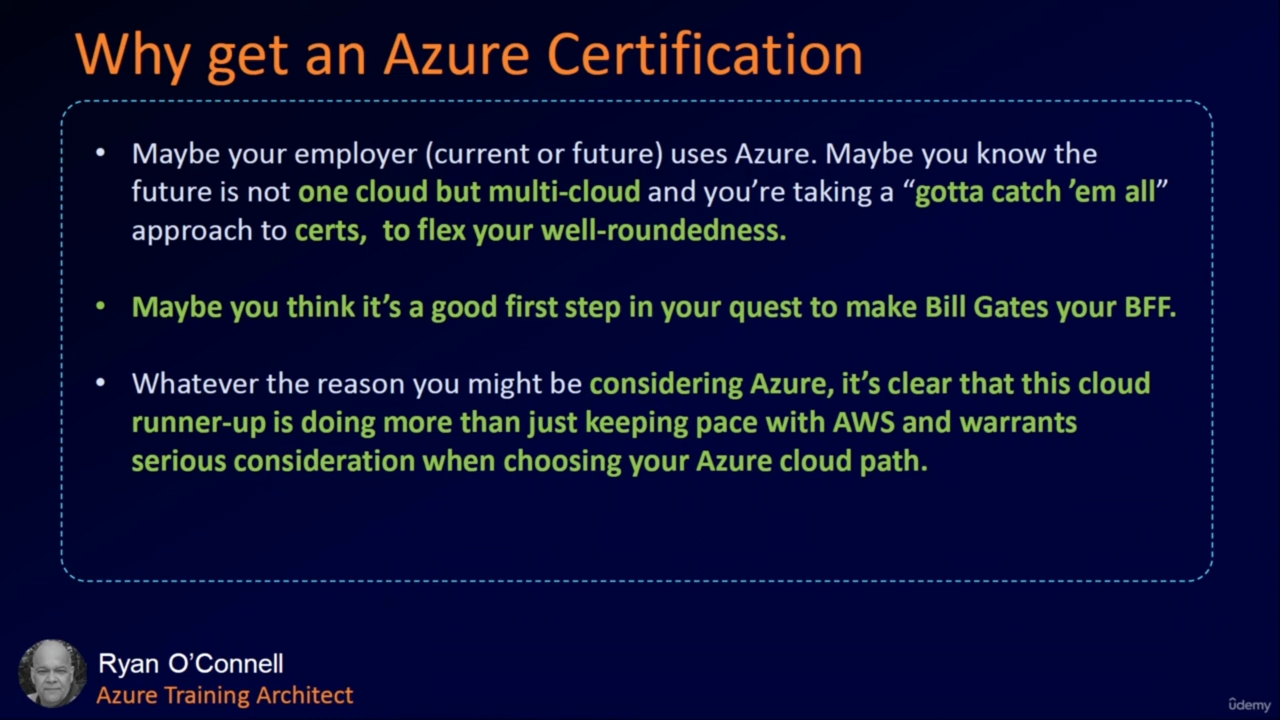 Why get an Azure Certification
• Maybe your employer (current or future) uses Azure. Maybe you know the
future is not one cloud but multi-cloud and you’re taking a “gotta catch ’em all”
approach to certs,  to flex your well-roundedness.
• Maybe you think it’s a good first step in your quest to make Bill Gates your BFF.
• Whatever the reason you might be considering Azure, it’s clear that this cloud
runner-up is doing more than just keeping pace with AWS and warrants
serious consideration when choosing your Azure cloud path.
Ryan O’Connell
Azure Training Architect
ûdemy